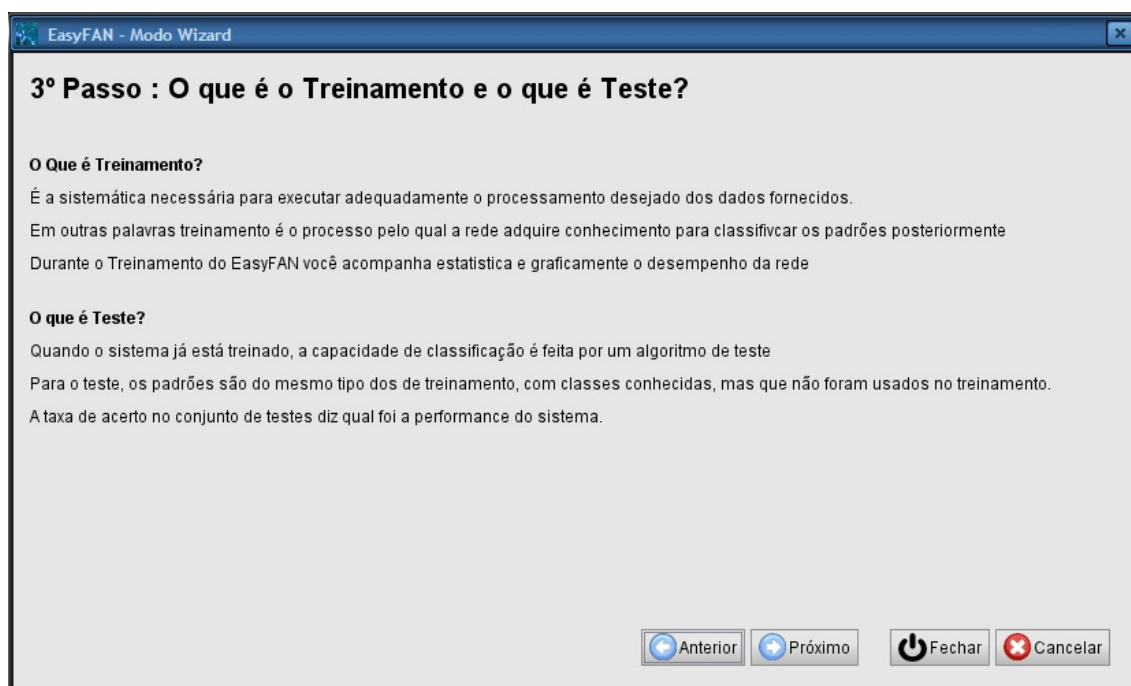 EasyFAN - Modo Wizard
3º Passo : O que é o Treinamento e o que é Teste?
O Que é Treinamento?
É a sistemática necessária para executar adequadamente o processamento desejado dos dados fornecidos.
Em outras palavras treinamento é o processo pelo qual a rede adquire conhecimento para classifivcar os padrões posteriormente
Durante o Treinamento do EasyFAN você acompanha estatistica e graficamente o desempenho da rede
O que é Teste?
Quando o sistema já está treinado, a capacidade de classificação é feita por um algoritmo de teste
Para o teste, os padrões são do mesmo tipo dos de treinamento, com classes conhecidas, mas que não foram usados no treinamento.
A taxa de acerto no conjunto de testes diz qual foi a performance do sistema.
Anterior Próximo Fechar Cancelar